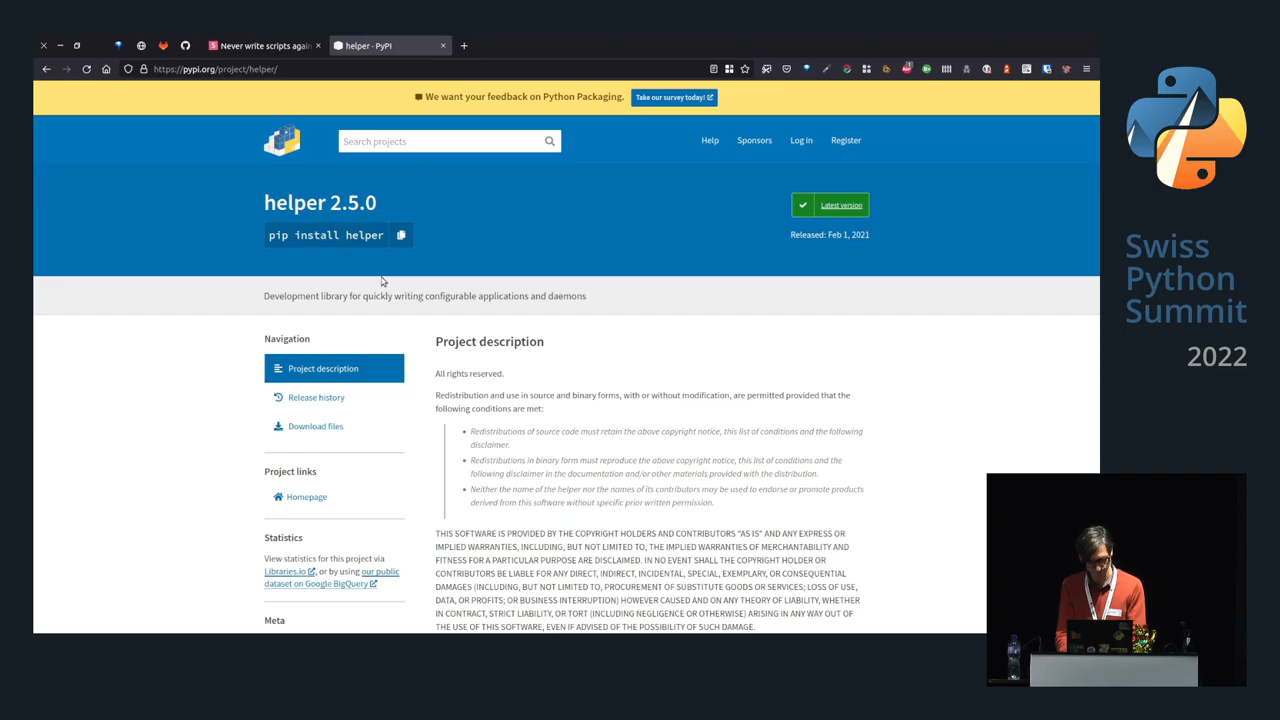 Never write scripts again
helper · PyPI
https://pypi.org/project/helper/
We want your feedback on Python Packaging. Take our survey today!
Search projects
Help Sponsors Log in Register
helper 2.5.0
Latest version
pip install helper
Released: Feb 1, 2021
Development library for quickly writing configurable applications and daemons
Navigation
Project description
Release history
Download files
Project links
Homepage
Statistics
View statistics for this project via
Libraries.io, or by using our public
dataset on Google BigQuery
Meta
Project description
All rights reserved.
Redistribution and use in source and binary forms, with or without modification, are permitted provided that the
following conditions are met:
• Redistributions of source code must retain the above copyright notice, this list of conditions and the following
disclaimer.
• Redistributions in binary form must reproduce the above copyright notice, this list of conditions and the
following disclaimer in the documentation and/or other materials provided with the distribution.
• Neither the name of the helper nor the names of its contributors may be used to endorse or promote products
derived from this software without specific prior written permission.
THIS SOFTWARE IS PROVIDED BY THE COPYRIGHT HOLDERS AND CONTRIBUTORS "AS IS" AND ANY EXPRESS OR
IMPLIED WARRANTIES, INCLUDING, BUT NOT LIMITED TO, THE IMPLIED WARRANTIES OF MERCHANTABILITY AND
FITNESS FOR A PARTICULAR PURPOSE ARE DISCLAIMED. IN NO EVENT SHALL THE COPYRIGHT HOLDER OR
CONTRIBUTORS BE LIABLE FOR ANY DIRECT, INDIRECT, INCIDENTAL, SPECIAL, EXEMPLARY, OR CONSEQUENTIAL
DAMAGES (INCLUDING, BUT NOT LIMITED TO, PROCUREMENT OF SUBSTITUTE GOODS OR SERVICES; LOSS OF USE,
DATA, OR PROFITS; OR BUSINESS INTERRUPTION) HOWEVER CAUSED AND ON ANY THEORY OF LIABILITY, WHETHER
IN CONTRACT, STRICT LIABILITY, OR TORT (INCLUDING NEGLIGENCE OR OTHERWISE) ARISING IN ANY WAY OUT OF
THE USE OF THIS SOFTWARE, EVEN IF ADVISED OF THE POSSIBILITY OF SUCH DAMAGE.
Swiss
Python
Summit
2022